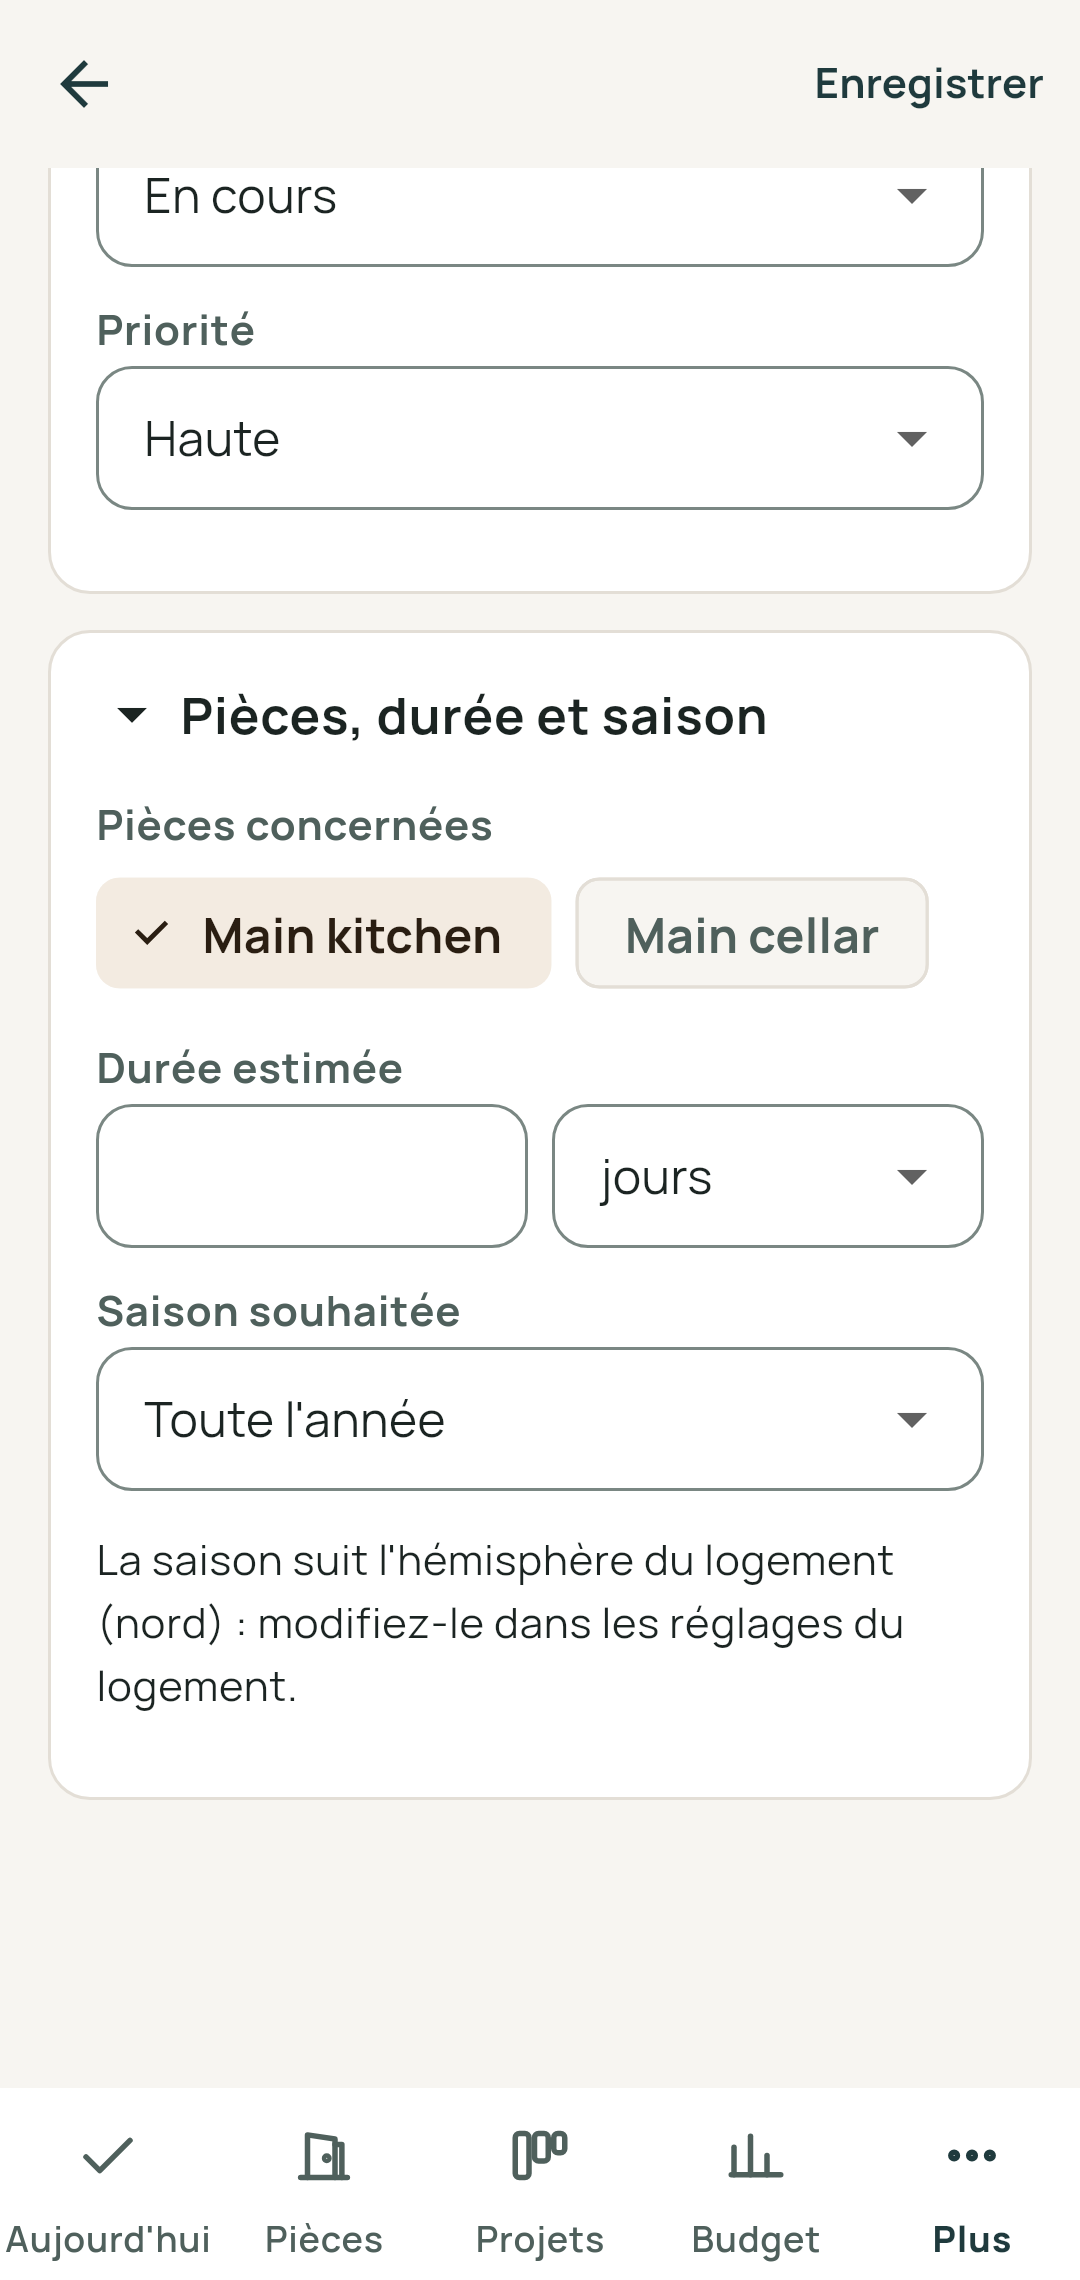 Enregistrer
En cours
Priorité
Haute
Pièces, durée et saison
Pièces concernées
Main kitchen
Main cellar
Durée estimée
jours
Saison souhaitée
Toute l'année
La saison suit l'hémisphère du logement
(nord) : modifiez-le dans les réglages du
logement.
Aujourd'hui
Pièces
Projets
Budget
Plus